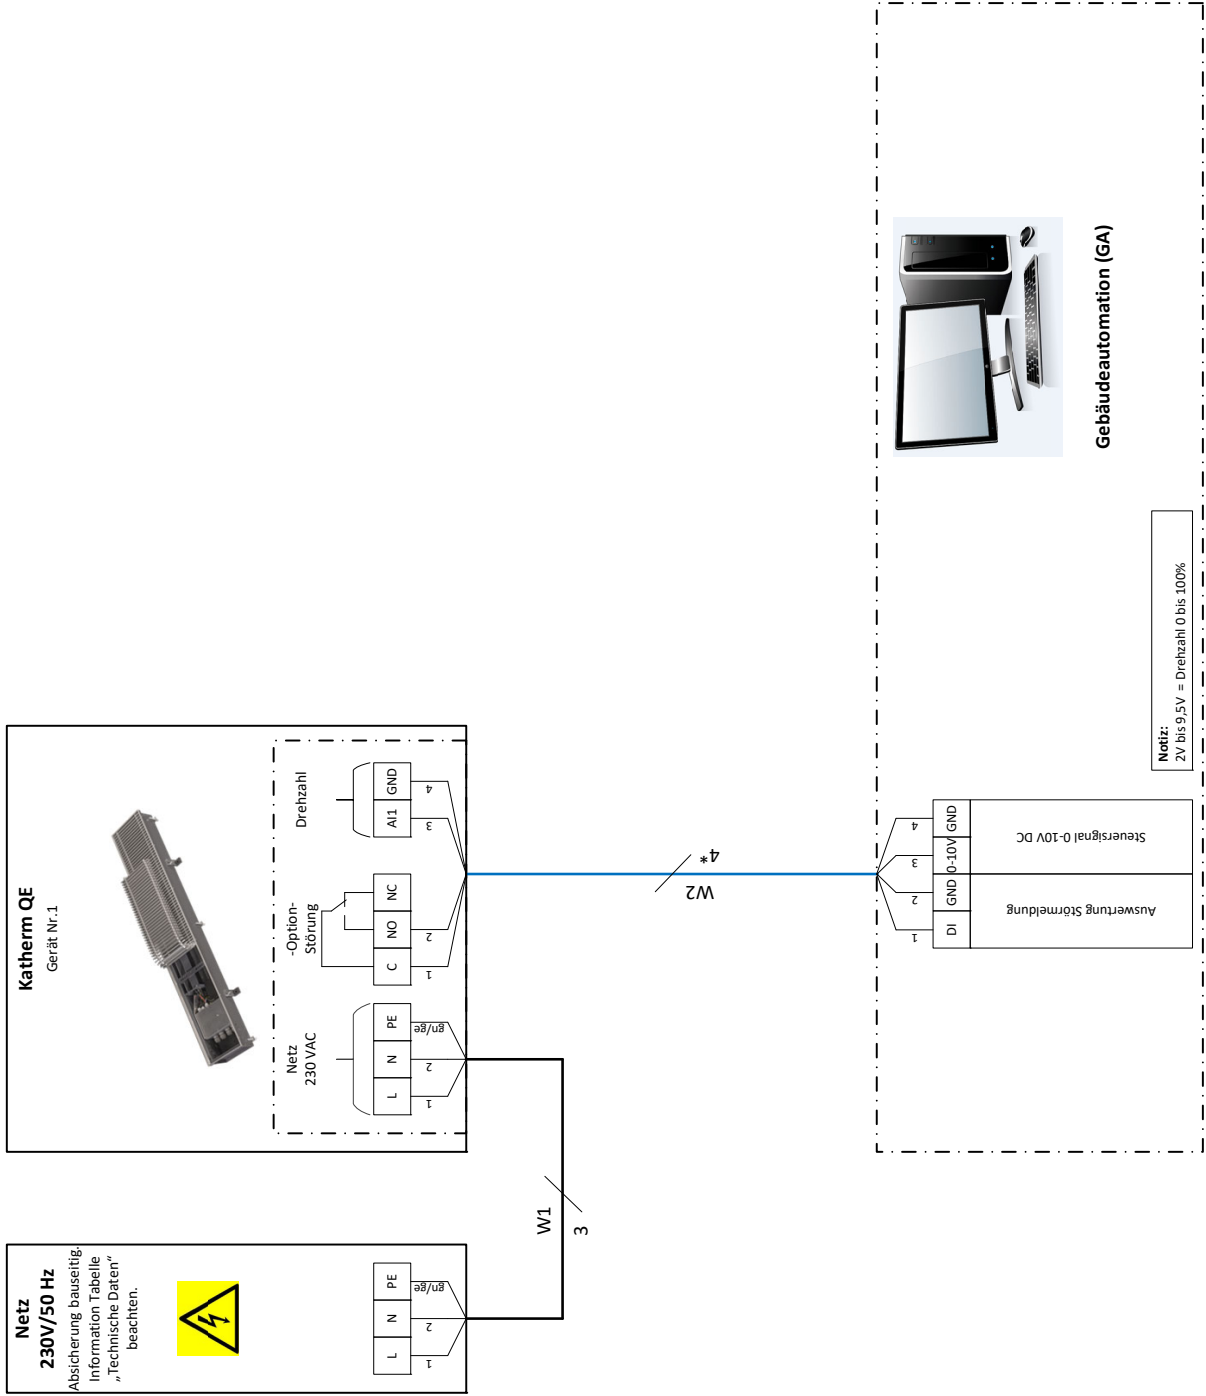 Netz
230V/50 Hz
Absicherung bauseitig.
Information Tabelle
„Technische Daten“
beachten.
L
N
PE
1
2
gn/ge
W1
3
Katherm QE
Gerät Nr.1
Netz
230 VAC
L
N
PE
1
2
gn/ge
-Option-
Störung
C
NO
NC
1
2
Drehzahl
AI1
GND
3
4
W2
4*
1
2
3
4
DI
GND
0-10V
GND
Auswertung Störmeldung
Steuersignal 0-10V DC
Notiz:
2V bis 9,5V = Drehzahl 0 bis 100%
Gebäudeautomation (GA)